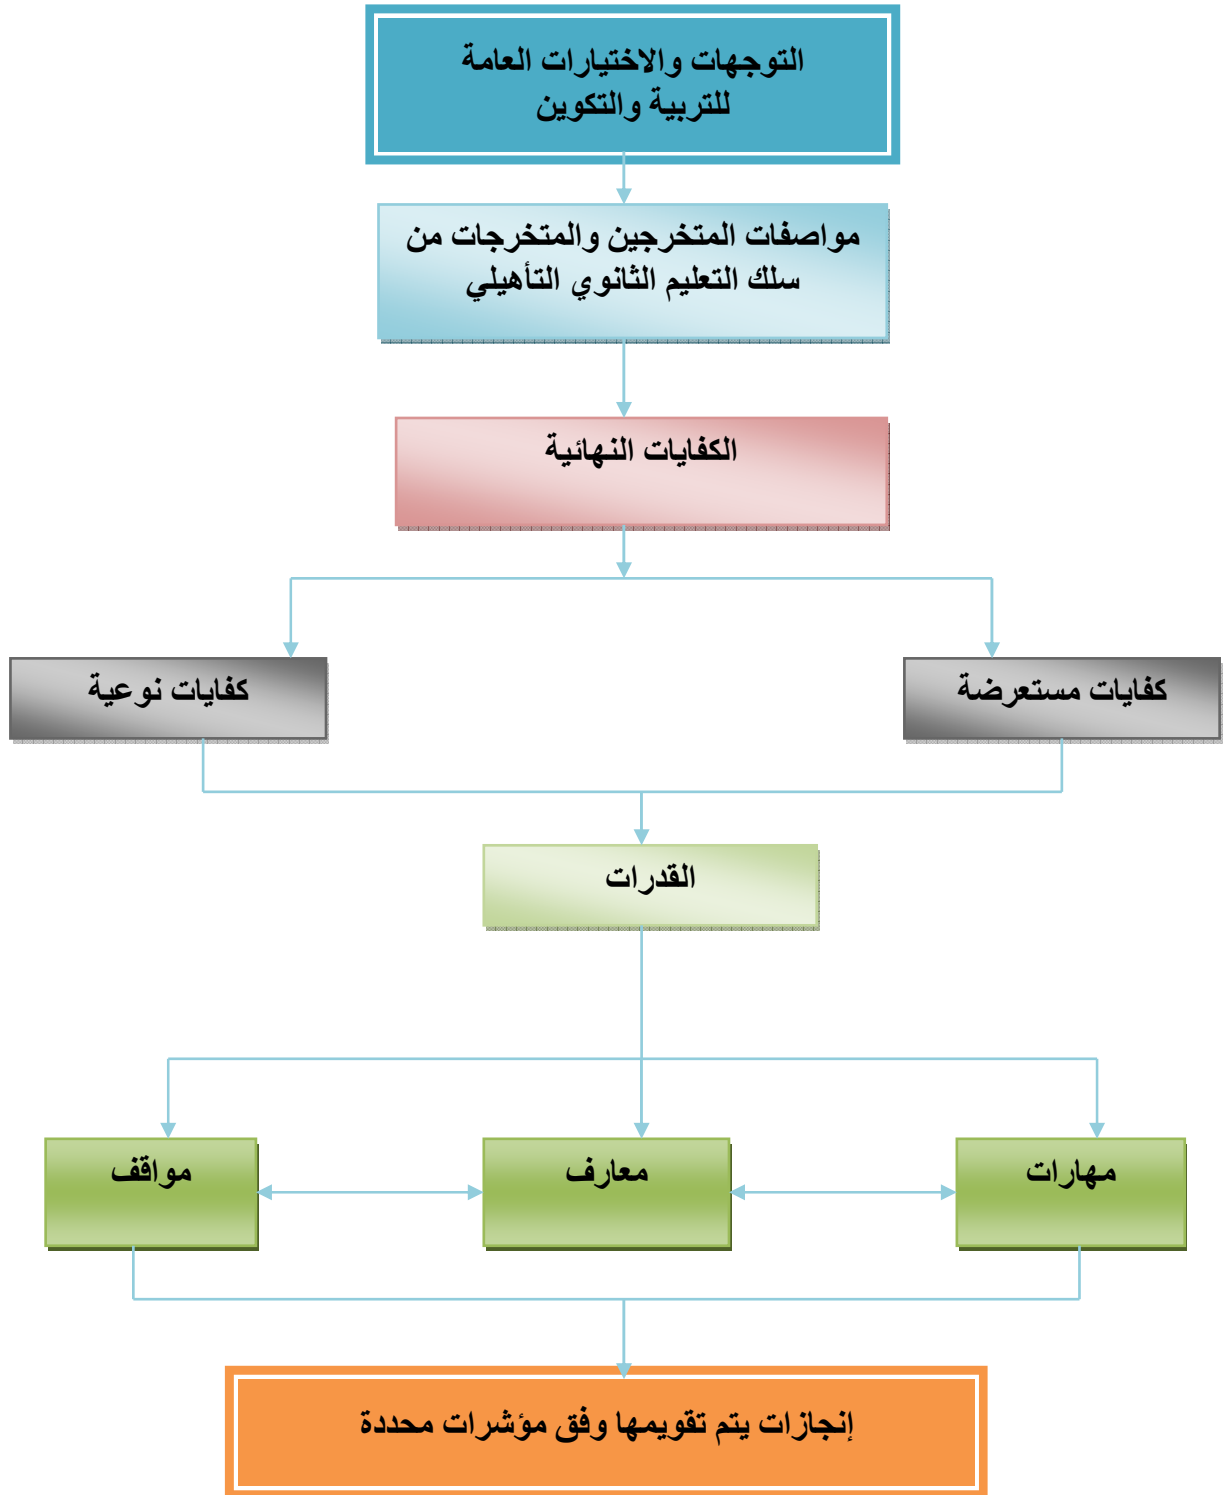 التوجهات والاختيارات العامة
للتربية والتكوين
مواصفات المتخرجين والمتخرجات من
سلك التعليم الثانوي التأهيلي
الكفايات النهائية
كفايات مستعرضة
كفايات نوعية
القدرات
مهارات
معارف
مواقف
إنجازات يتم تقويمها وفق مؤشرات محددة